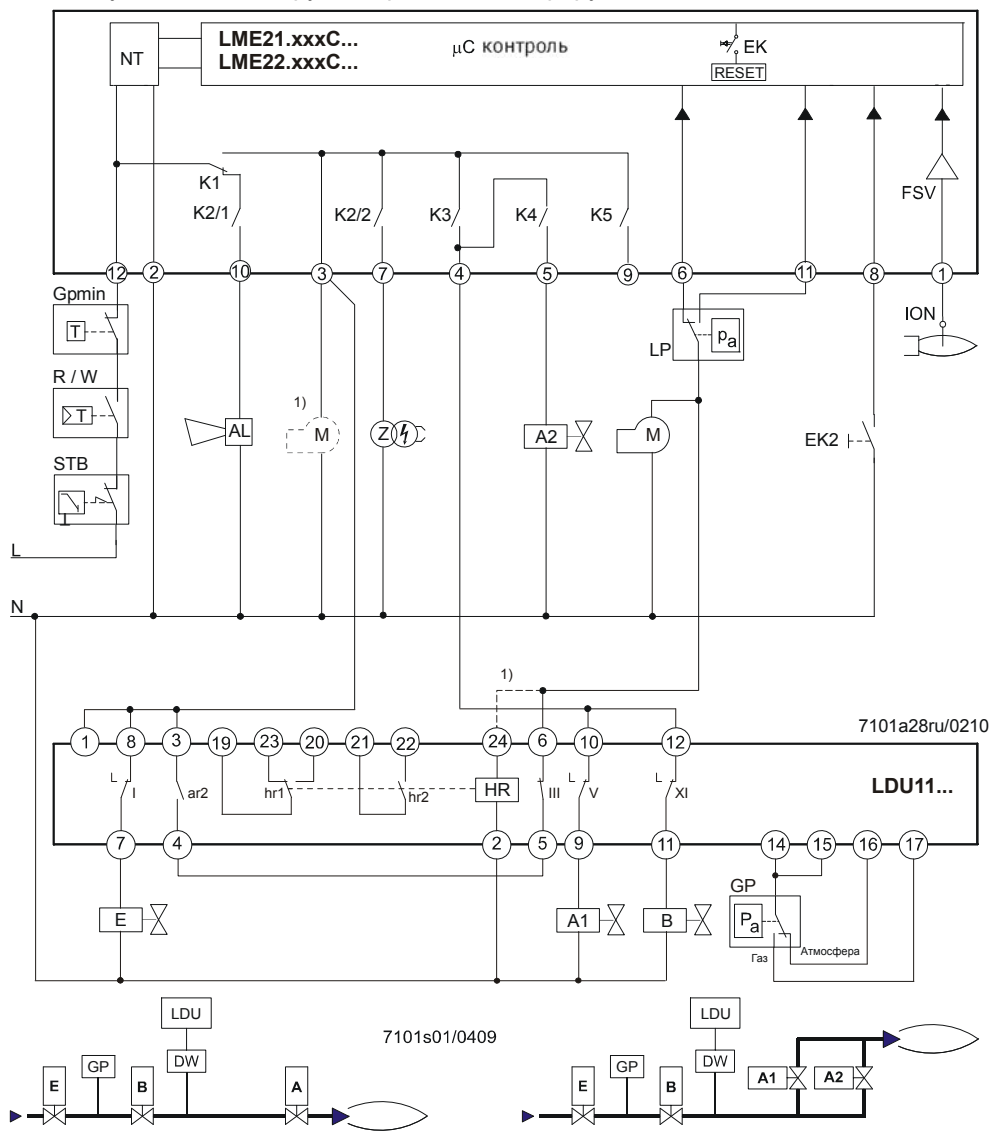 LME21.xxxC...
LME22.xxxC...
NT
µC контроль
EK
RESET
FSV
K1
K2/1
K2/2
K3
K4
K5
12
2
10
3
7
4
5
9
6
11
8
1
Gpmin
T
R / W
T
STB
L
N
AL
1)
M
Z
A2
LP
pa
M
ION
EK2
1)
7101a28ru/0210
1
8
3
19
23
20
21
22
24
6
10
12
LDU11...
L
I
ar2
hr1
hr2
HR
III
L
V
L
XI
7
4
2
5
9
11
14
15
16
17
E
A1
B
GP
Pa
Газ
Атмосфера
7101s01/0409
LDU
DW
GP
E
B
A
LDU
DW
GP
E
B
A1
A2